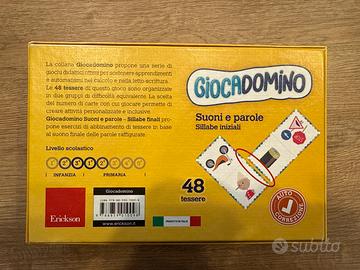 La collana Giocadomino propone una serie di
giochi didattici ottimi per sostenere apprendimenti
e automatismi nel calcolo e nella letto-scrittura.
Le 48 tessere di questo gioco sono organizzate
in due gruppi di difficoltà equivalente. La
scelta del numero di carte con cui giocare permette
di creare attività personalizzate e inclusive.
Giocadomino Suoni e parole – Sillabe finali propone
esercizi di abbinamento di tessere in base
al suono finale delle parole raffigurate.
Livello scolastico
INFANZIA
PRIMARIA
Giocadomino
Erickson
www.erickson.it
GIOCADOMINO
Suoni e parole
Sillabe iniziali
48
tessere
AUTO
CORREZIONE
subito